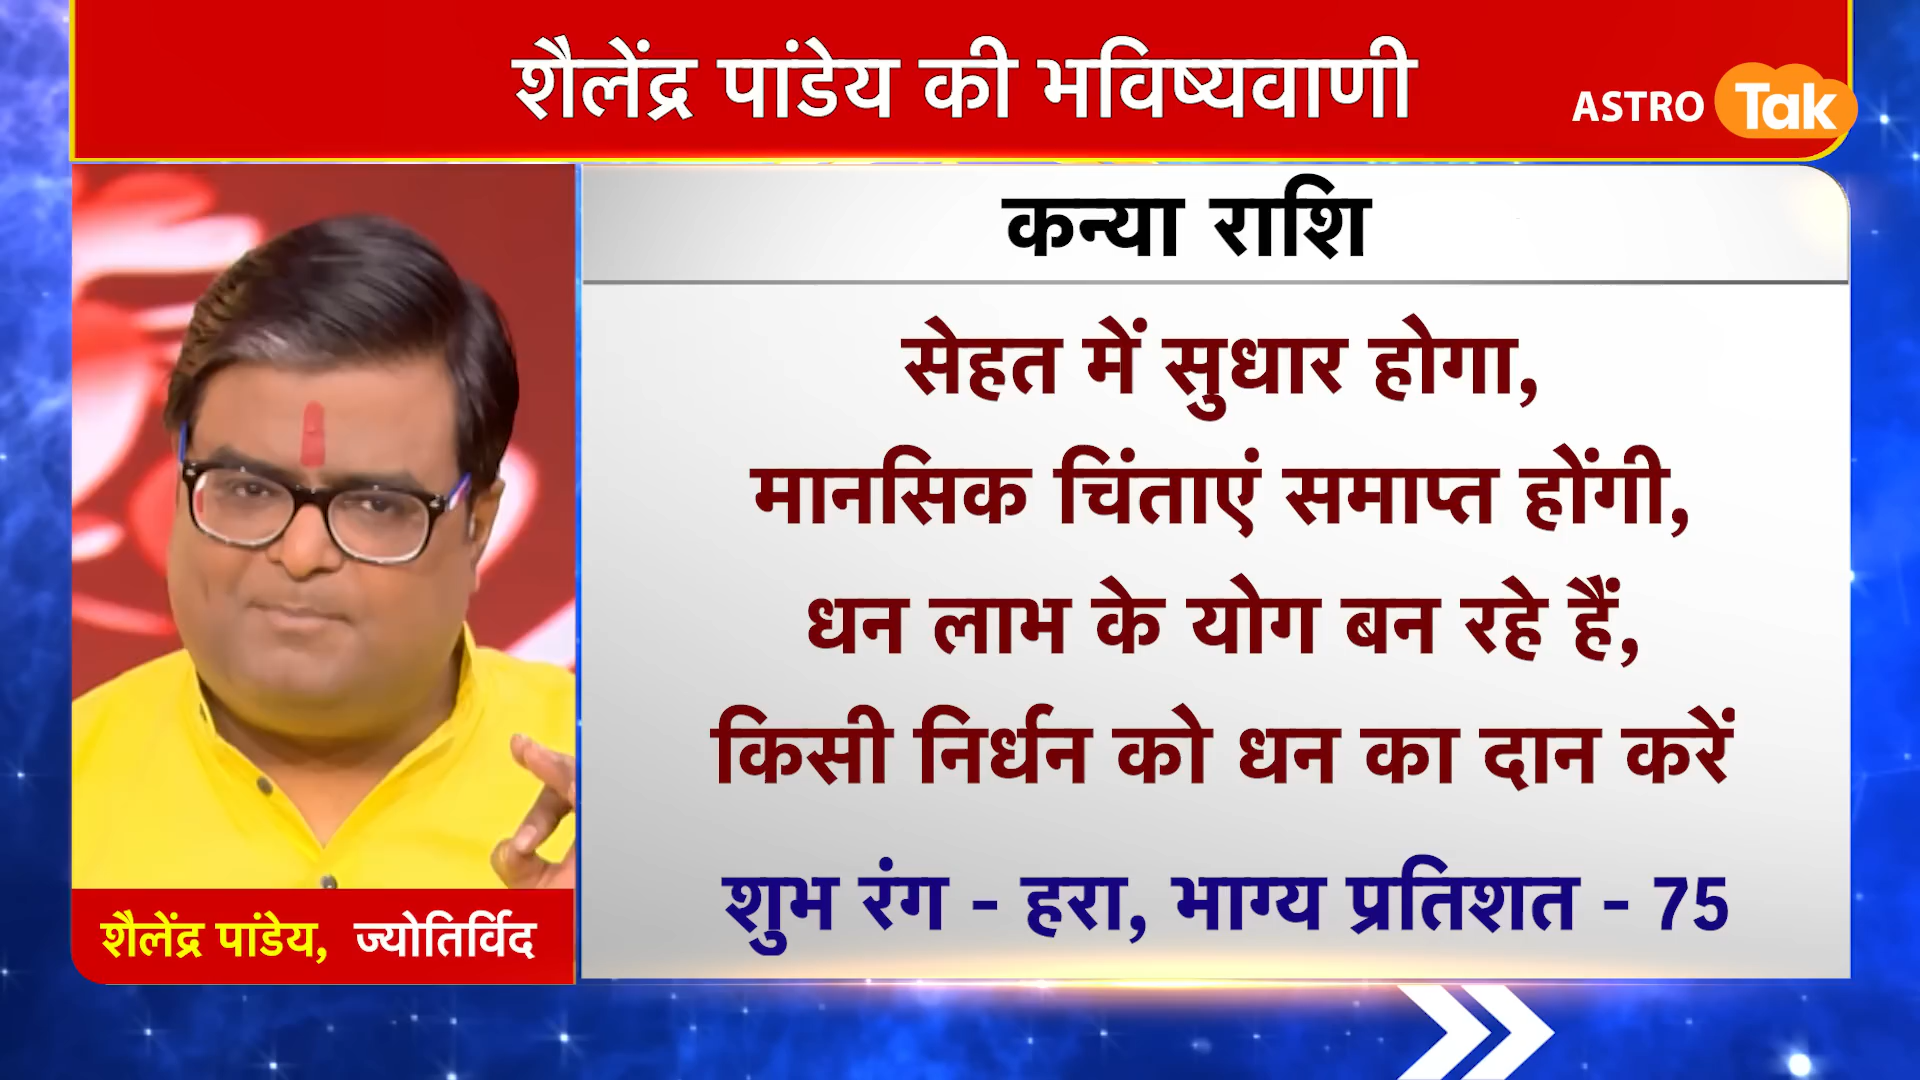 शैलेंद्र पांडेय की भविष्यवाणी
ASTRO Tak
कन्या राशि
सेहत में सुधार होगा,
मानसिक चिंताएं समाप्त होंगी,
धन लाभ के योग बन रहे हैं,
किसी निर्धन को धन का दान करें
शुभ रंग - हरा, भाग्य प्रतिशत - 75
शैलेंद्र पांडेय, ज्योतिर्विद